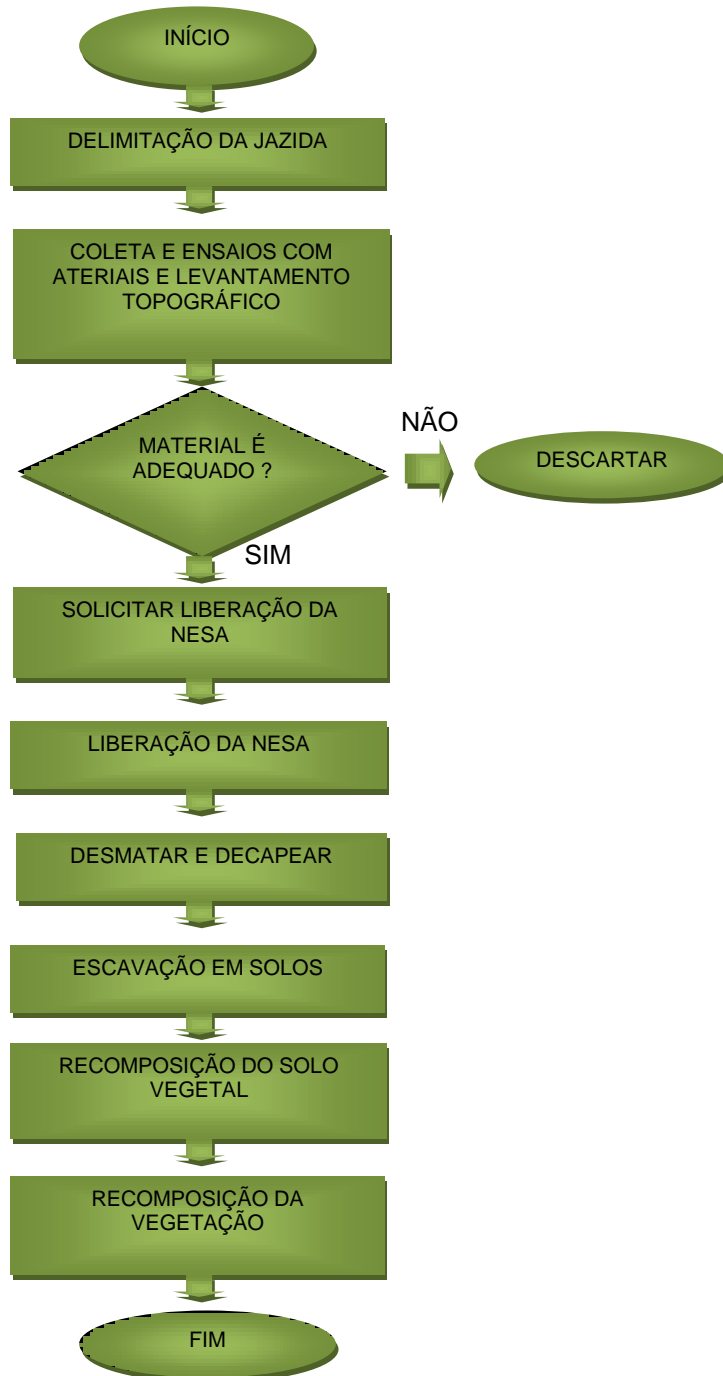 INÍCIO
DELIMITAÇÃO DA JAZIDA
COLETA E ENSAIOS COM
ATERIAIS E LEVANTAMENTO
TOPOGRÁFICO
MATERIAL É
ADEQUADO ?
NÃO
DESCARTAR
SIM
SOLICITAR LIBERAÇÃO DA
NESA
LIBERAÇÃO DA NESA
DESMATAR E DECAPEAR
ESCAVAÇÃO EM SOLOS
RECOMPOSIÇÃO DO SOLO
VEGETAL
RECOMPOSIÇÃO DA
VEGETAÇÃO
FIM